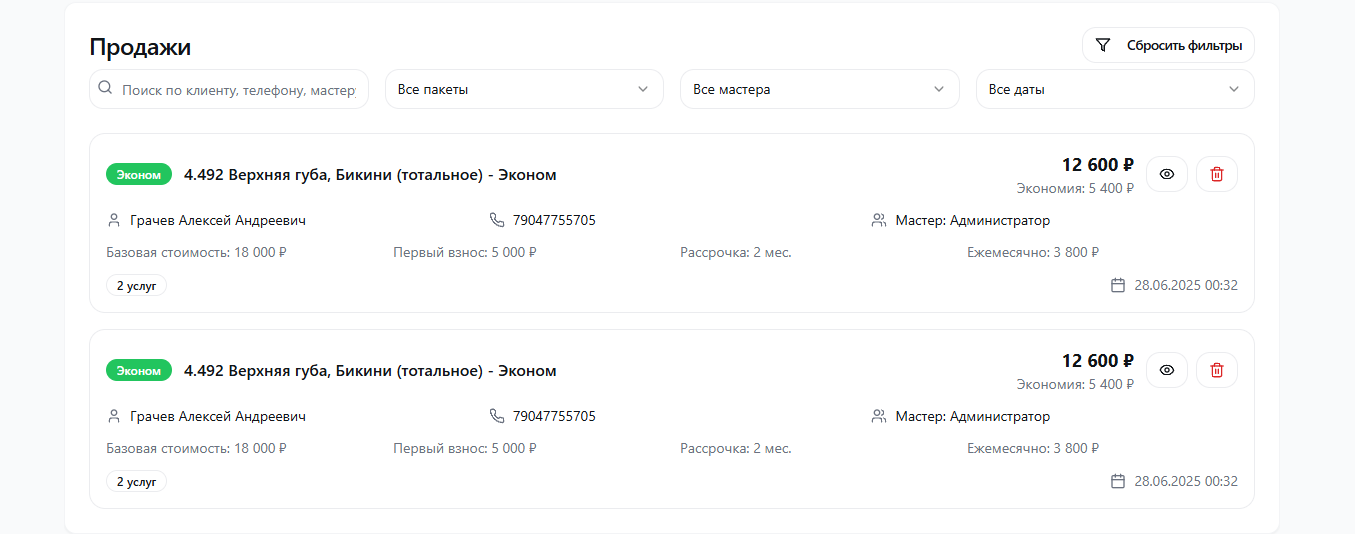 Продажи
Сбросить фильтры
Поиск по клиенту, телефону, мастеру
Все пакеты
Все мастера
Все даты
Эконом 4.492 Верхняя губа, Бикини (тотальное) - Эконом
12 600 ₽
Экономия: 5 400 ₽
Грачев Алексей Андреевич 79047755705 Мастер: Администратор
Базовая стоимость: 18 000 ₽ Первый взнос: 5 000 ₽ Рассрочка: 2 мес. Ежемесячно: 3 800 ₽
2 услуг 28.06.2025 00:32
Эконом 4.492 Верхняя губа, Бикини (тотальное) - Эконом
12 600 ₽
Экономия: 5 400 ₽
Грачев Алексей Андреевич 79047755705 Мастер: Администратор
Базовая стоимость: 18 000 ₽ Первый взнос: 5 000 ₽ Рассрочка: 2 мес. Ежемесячно: 3 800 ₽
2 услуг 28.06.2025 00:32